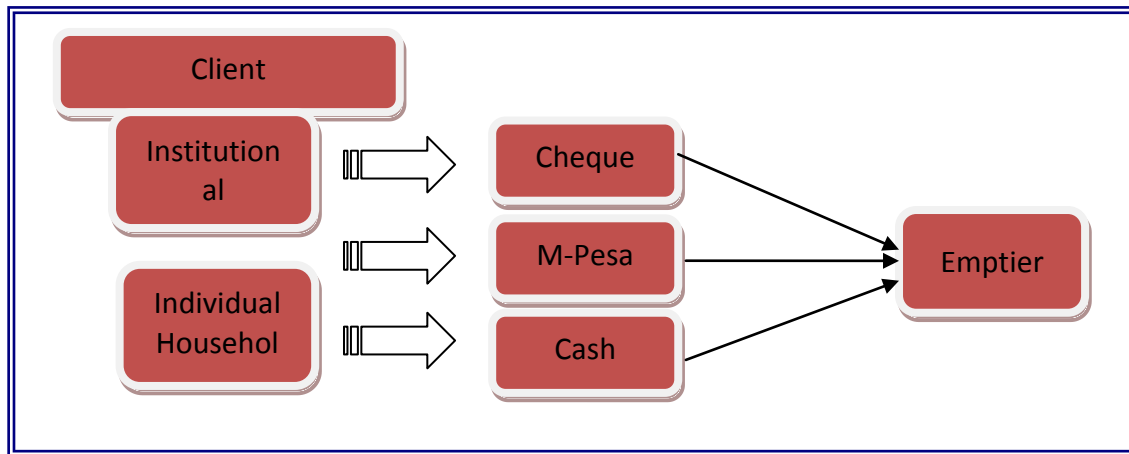 Client
Institution
al
Individual
Househol
Cheque
M-Pesa
Cash
Emptier